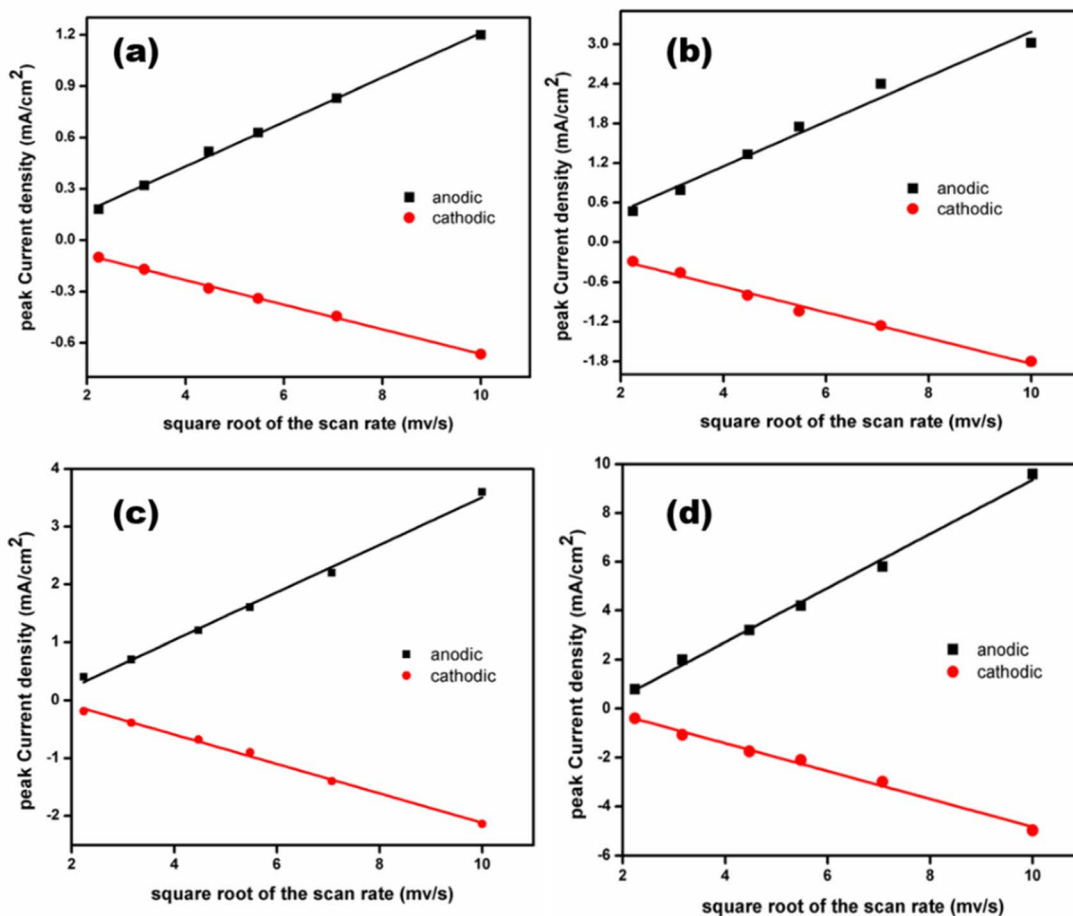 (a)
peak Current density (mA/cm²)
1.2
0.9
0.6
0.3
0.0
-0.3
-0.6
anodic
cathodic
2 4 6 8 10
square root of the scan rate (mv/s)
(b)
peak Current density (mA/cm²)
3.0
2.4
1.8
1.2
0.6
0.0
-0.6
-1.2
-1.8
anodic
cathodic
2 4 6 8 10
square root of the scan rate (mv/s)
(c)
peak Current density (mA/cm²)
4
3
2
1
0
-1
-2
anodic
cathodic
2 4 6 8 10
square root of the scan rate (mv/s)
(d)
peak Current density (mA/cm²)
10
8
6
4
2
0
-2
-4
-6
anodic
cathodic
2 4 6 8 10
square root of the scan rate (mv/s)